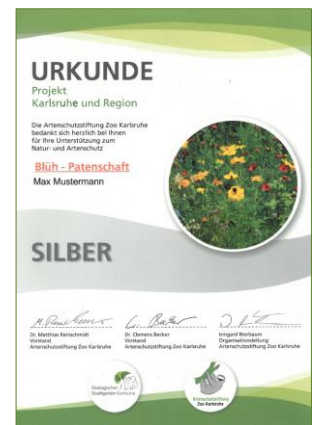 URKUNDE
Projekt
Karlsruhe und Region
Die Artenschutzstiftung Zoo Karlsruhe
bedankt sich herzlich bei Ihnen
für Ihre Unterstützung zum
Natur- und Artenschutz
Blüh - Patenschaft
Max Mustermann
SILBER
Dr. Matthias Reinschmidt
Vorstand
Artenschutzstiftung Zoo Karlsruhe
Dr. Clemens Becker
Vorstand
Artenschutzstiftung Zoo Karlsruhe
Irmgard Bierbaum
Organisationsleitung
Artenschutzstiftung Zoo Karlsruhe
Zoologischer
Stadtgarten Karlsruhe
Artenschutzstiftung
Zoo Karlsruhe